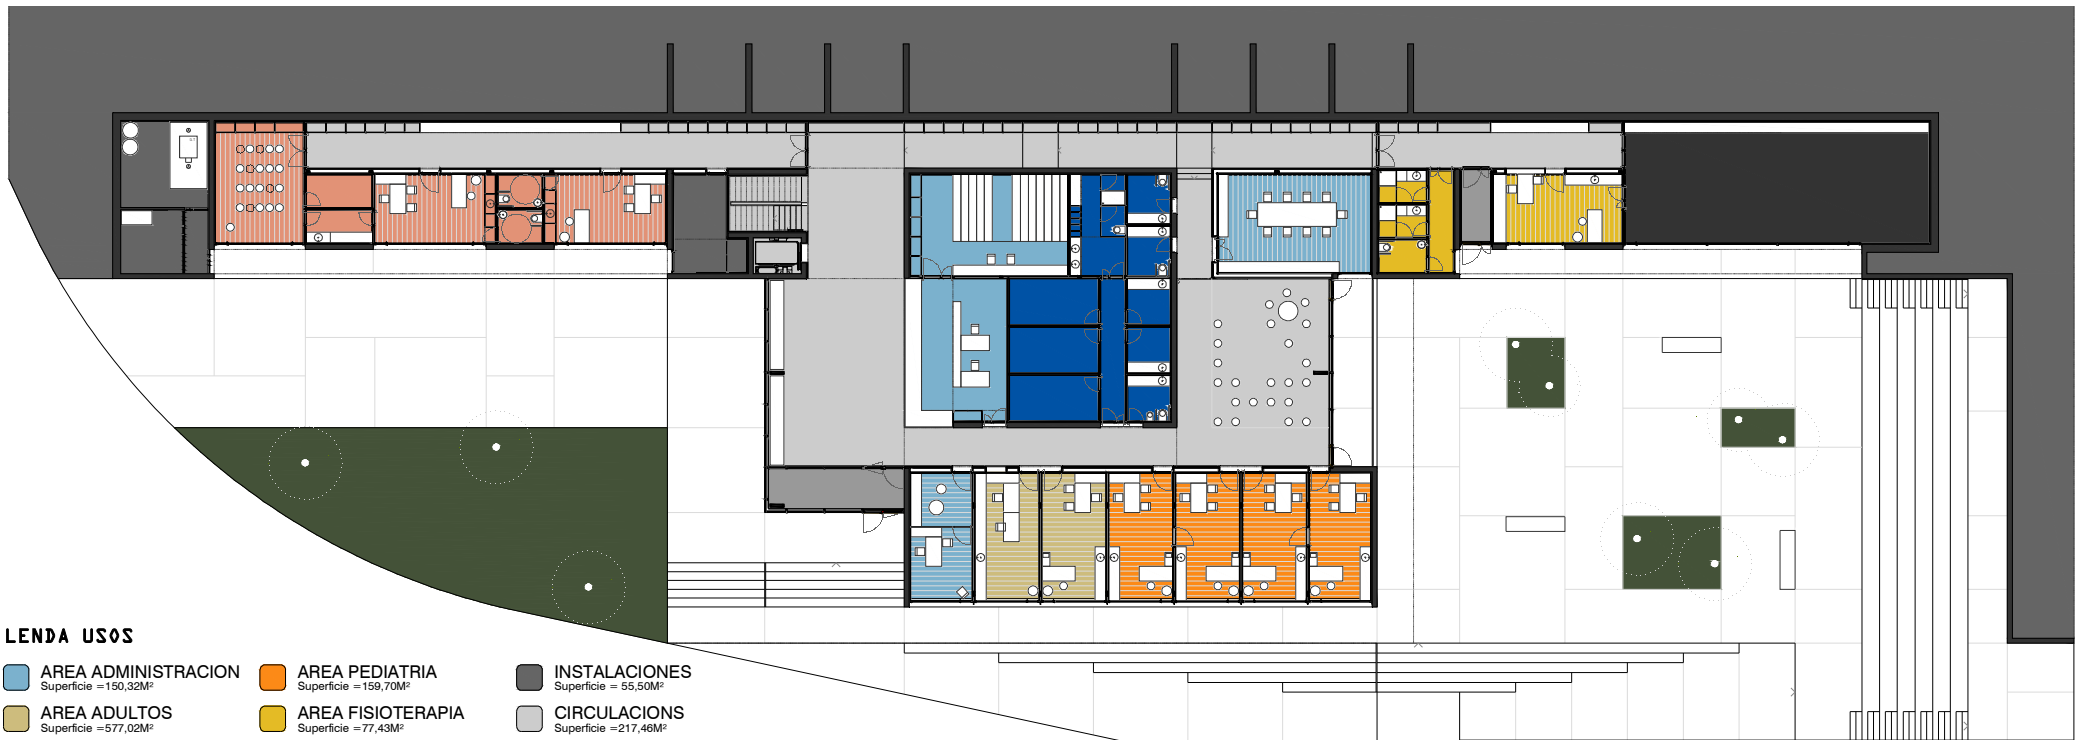 LENDA USOS
AREA ADMINISTRACION
Superficie =150,32M²
AREA ADULTOS
Superficie =577,02M²
AREA PEDIATRIA
Superficie =159,70M²
AREA FISIOTERAPIA
Superficie =77,43M²
INSTALACIONES
Superficie = 55,50M²
CIRCULACIONS
Superficie =217,46M²